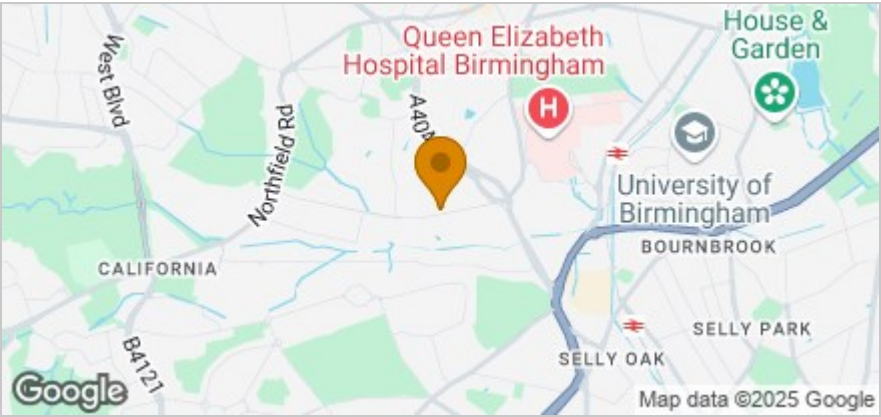 House &
Garden
Queen Elizabeth
Hospital Birmingham
H
West Blvd
Northfield Rd
University of
Birmingham
BOURNBROOK
CALIFORNIA
B4121
SELLY PARK
SELLY OAK
Google
Map data ©2025 Google